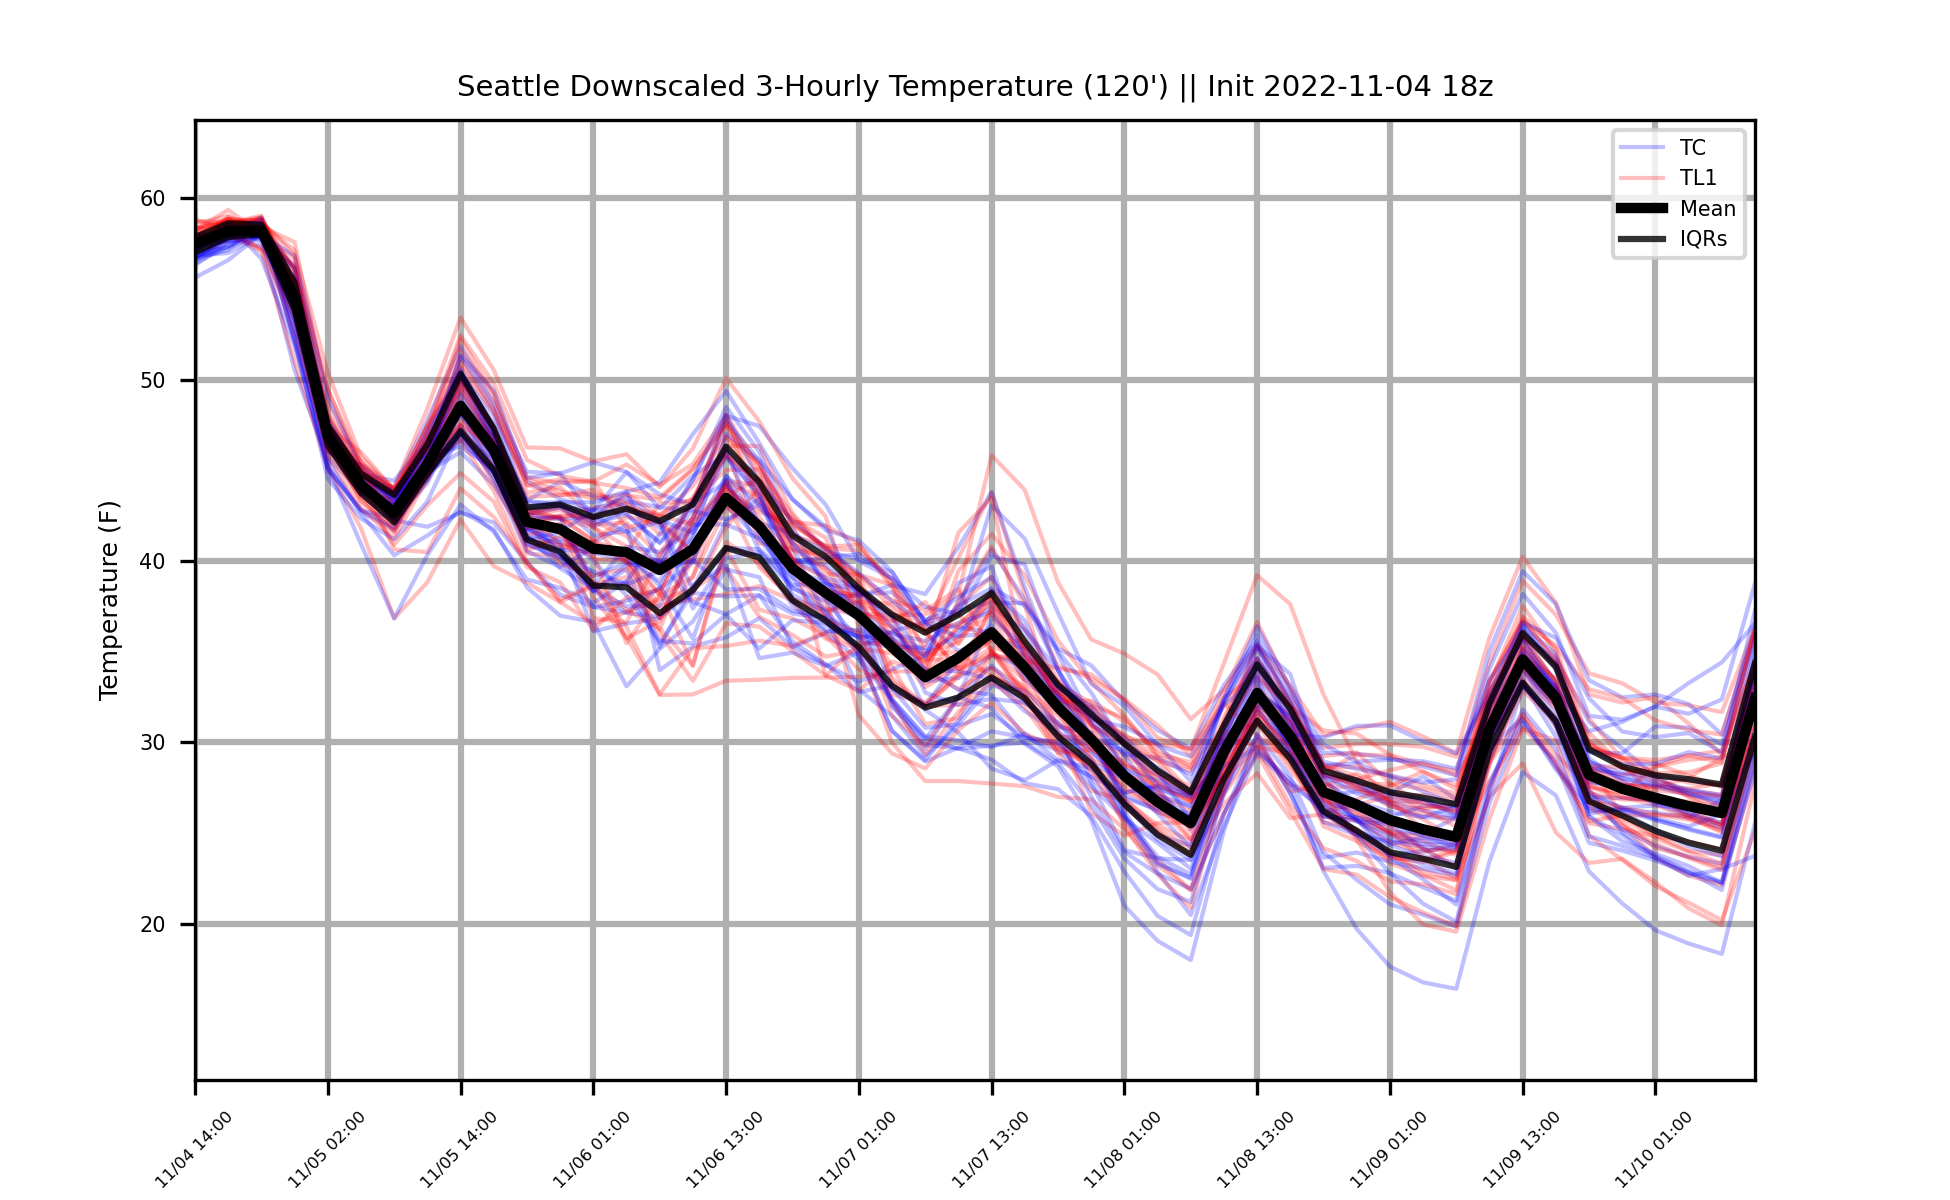 Seattle Downscaled 3-Hourly Temperature (120') || Init 2022-11-04 18z
TC
TL1
Mean
IQRs
Temperature (F)
60
50
40
30
20
11/04 14:00
11/05 02:00
11/05 14:00
11/06 01:00
11/06 13:00
11/07 01:00
11/07 13:00
11/08 01:00
11/08 13:00
11/09 01:00
11/09 13:00
11/10 01:00